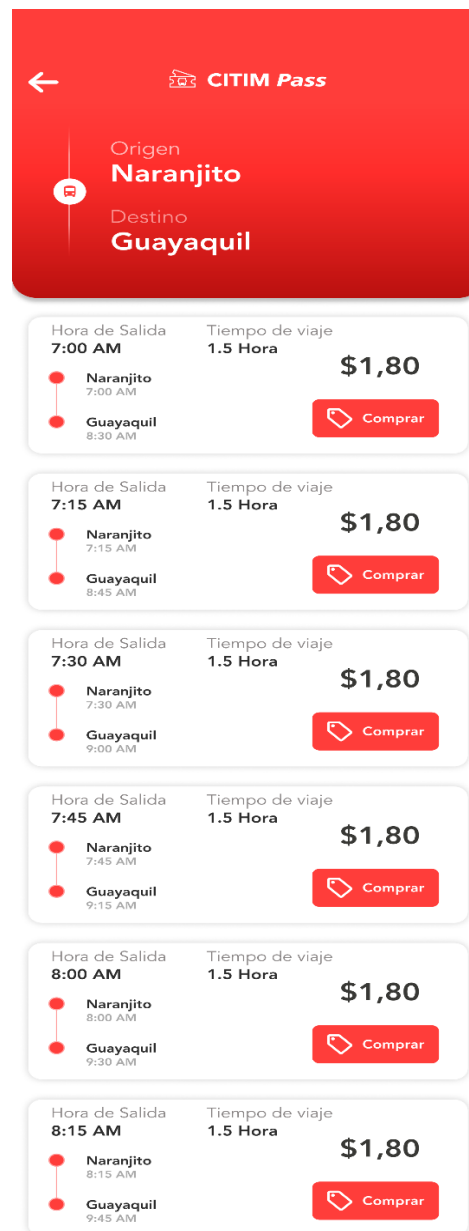 CITIM Pass
Origen
Naranjito
Destino
Guayaquil
Hora de Salida Tiempo de viaje
7:00 AM 1.5 Hora
$1,80
Naranjito
7:00 AM
Guayaquil
8:30 AM
Comprar
Hora de Salida Tiempo de viaje
7:15 AM 1.5 Hora
$1,80
Naranjito
7:15 AM
Guayaquil
8:45 AM
Comprar
Hora de Salida Tiempo de viaje
7:30 AM 1.5 Hora
$1,80
Naranjito
7:30 AM
Guayaquil
9:00 AM
Comprar
Hora de Salida Tiempo de viaje
7:45 AM 1.5 Hora
$1,80
Naranjito
7:45 AM
Guayaquil
9:15 AM
Comprar
Hora de Salida Tiempo de viaje
8:00 AM 1.5 Hora
$1,80
Naranjito
8:00 AM
Guayaquil
9:30 AM
Comprar
Hora de Salida Tiempo de viaje
8:15 AM 1.5 Hora
$1,80
Naranjito
8:15 AM
Guayaquil
9:45 AM
Comprar